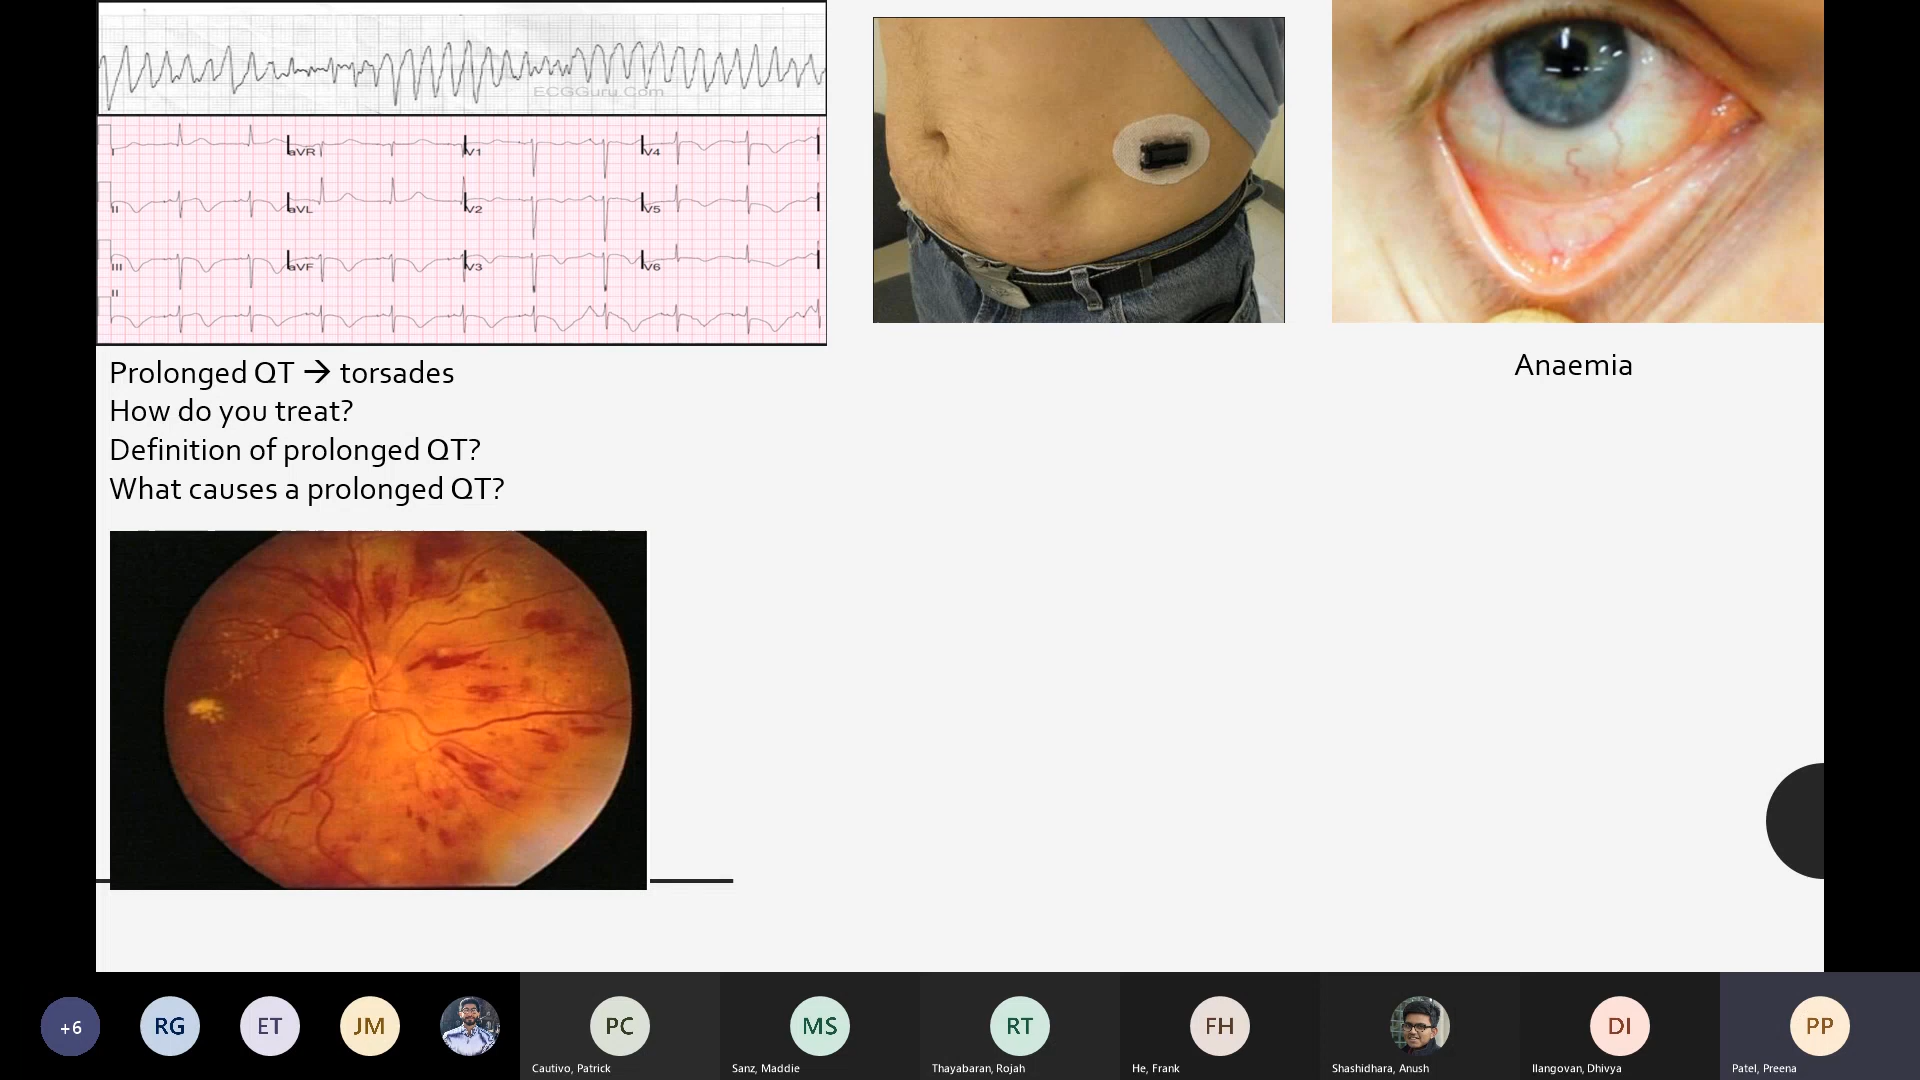 ECGGuru.Com
I
aVR
V1
V4
II
aVL
V2
V5
III
aVF
V3
V6
II
Prolonged QT → torsades
How do you treat?
Definition of prolonged QT?
What causes a prolonged QT?
Anaemia
+6
RG
ET
JM
PC
MS
RT
FH
DI
PP
Cautivo, Patrick
Sanz, Maddie
Thayabaran, Rojah
He, Frank
Shashidhara, Anush
Ilangovan, Dhivya
Patel, Preena